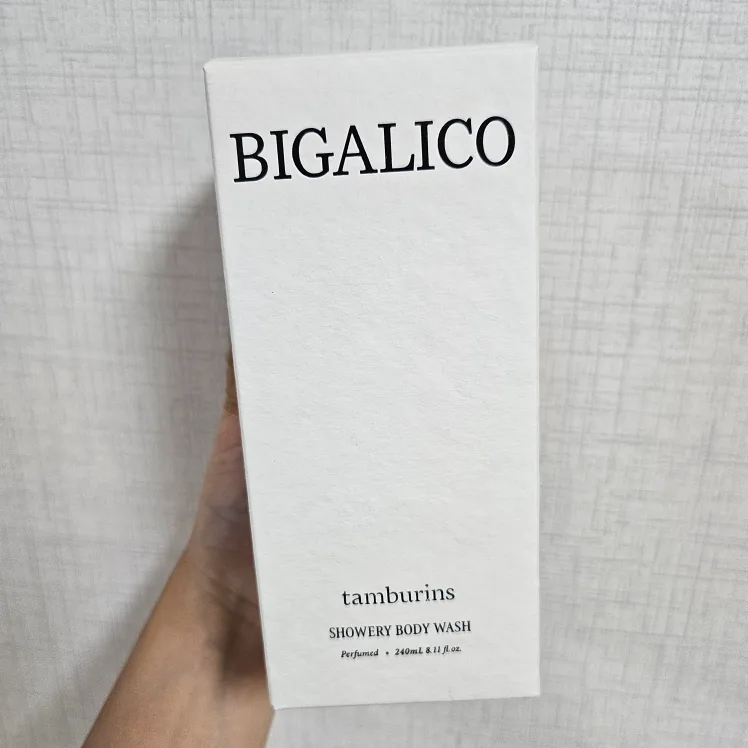 BIGALICO
tamburins
SHOWERY BODY WASH
Perfumed • 240mL 8.11 fl.oz.